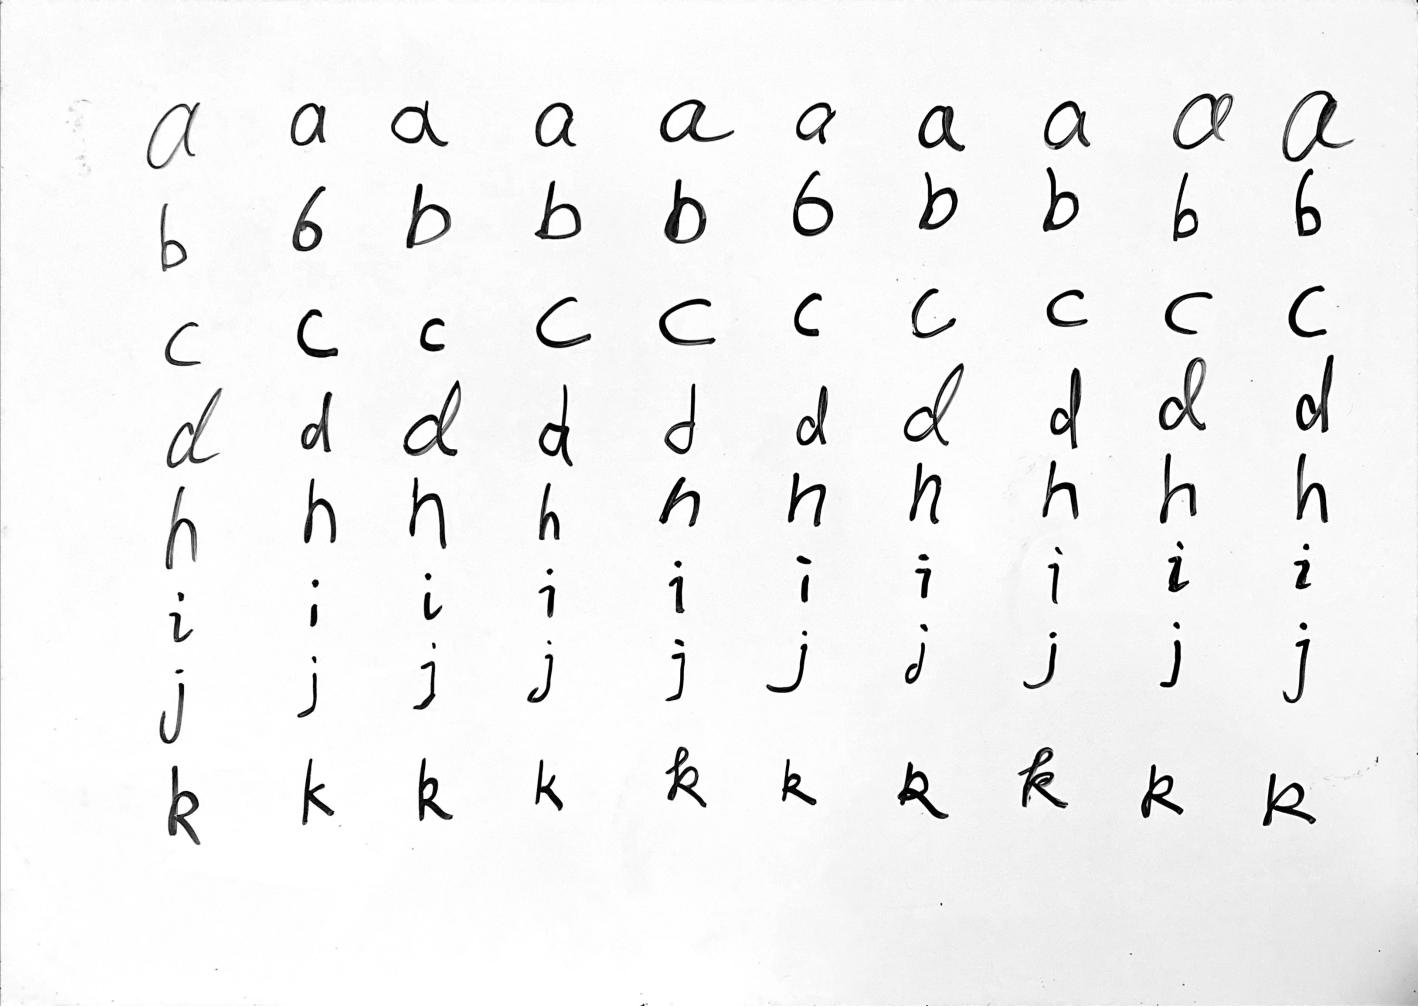 a a a a a a a a a a
b b b b b b b b b b
c c c c c c c c c c
d d d d d d d d d d
h h h h h h h h h h
i i i i i i i i i i
j j j j j j j j j j
k k k k k k k k k k